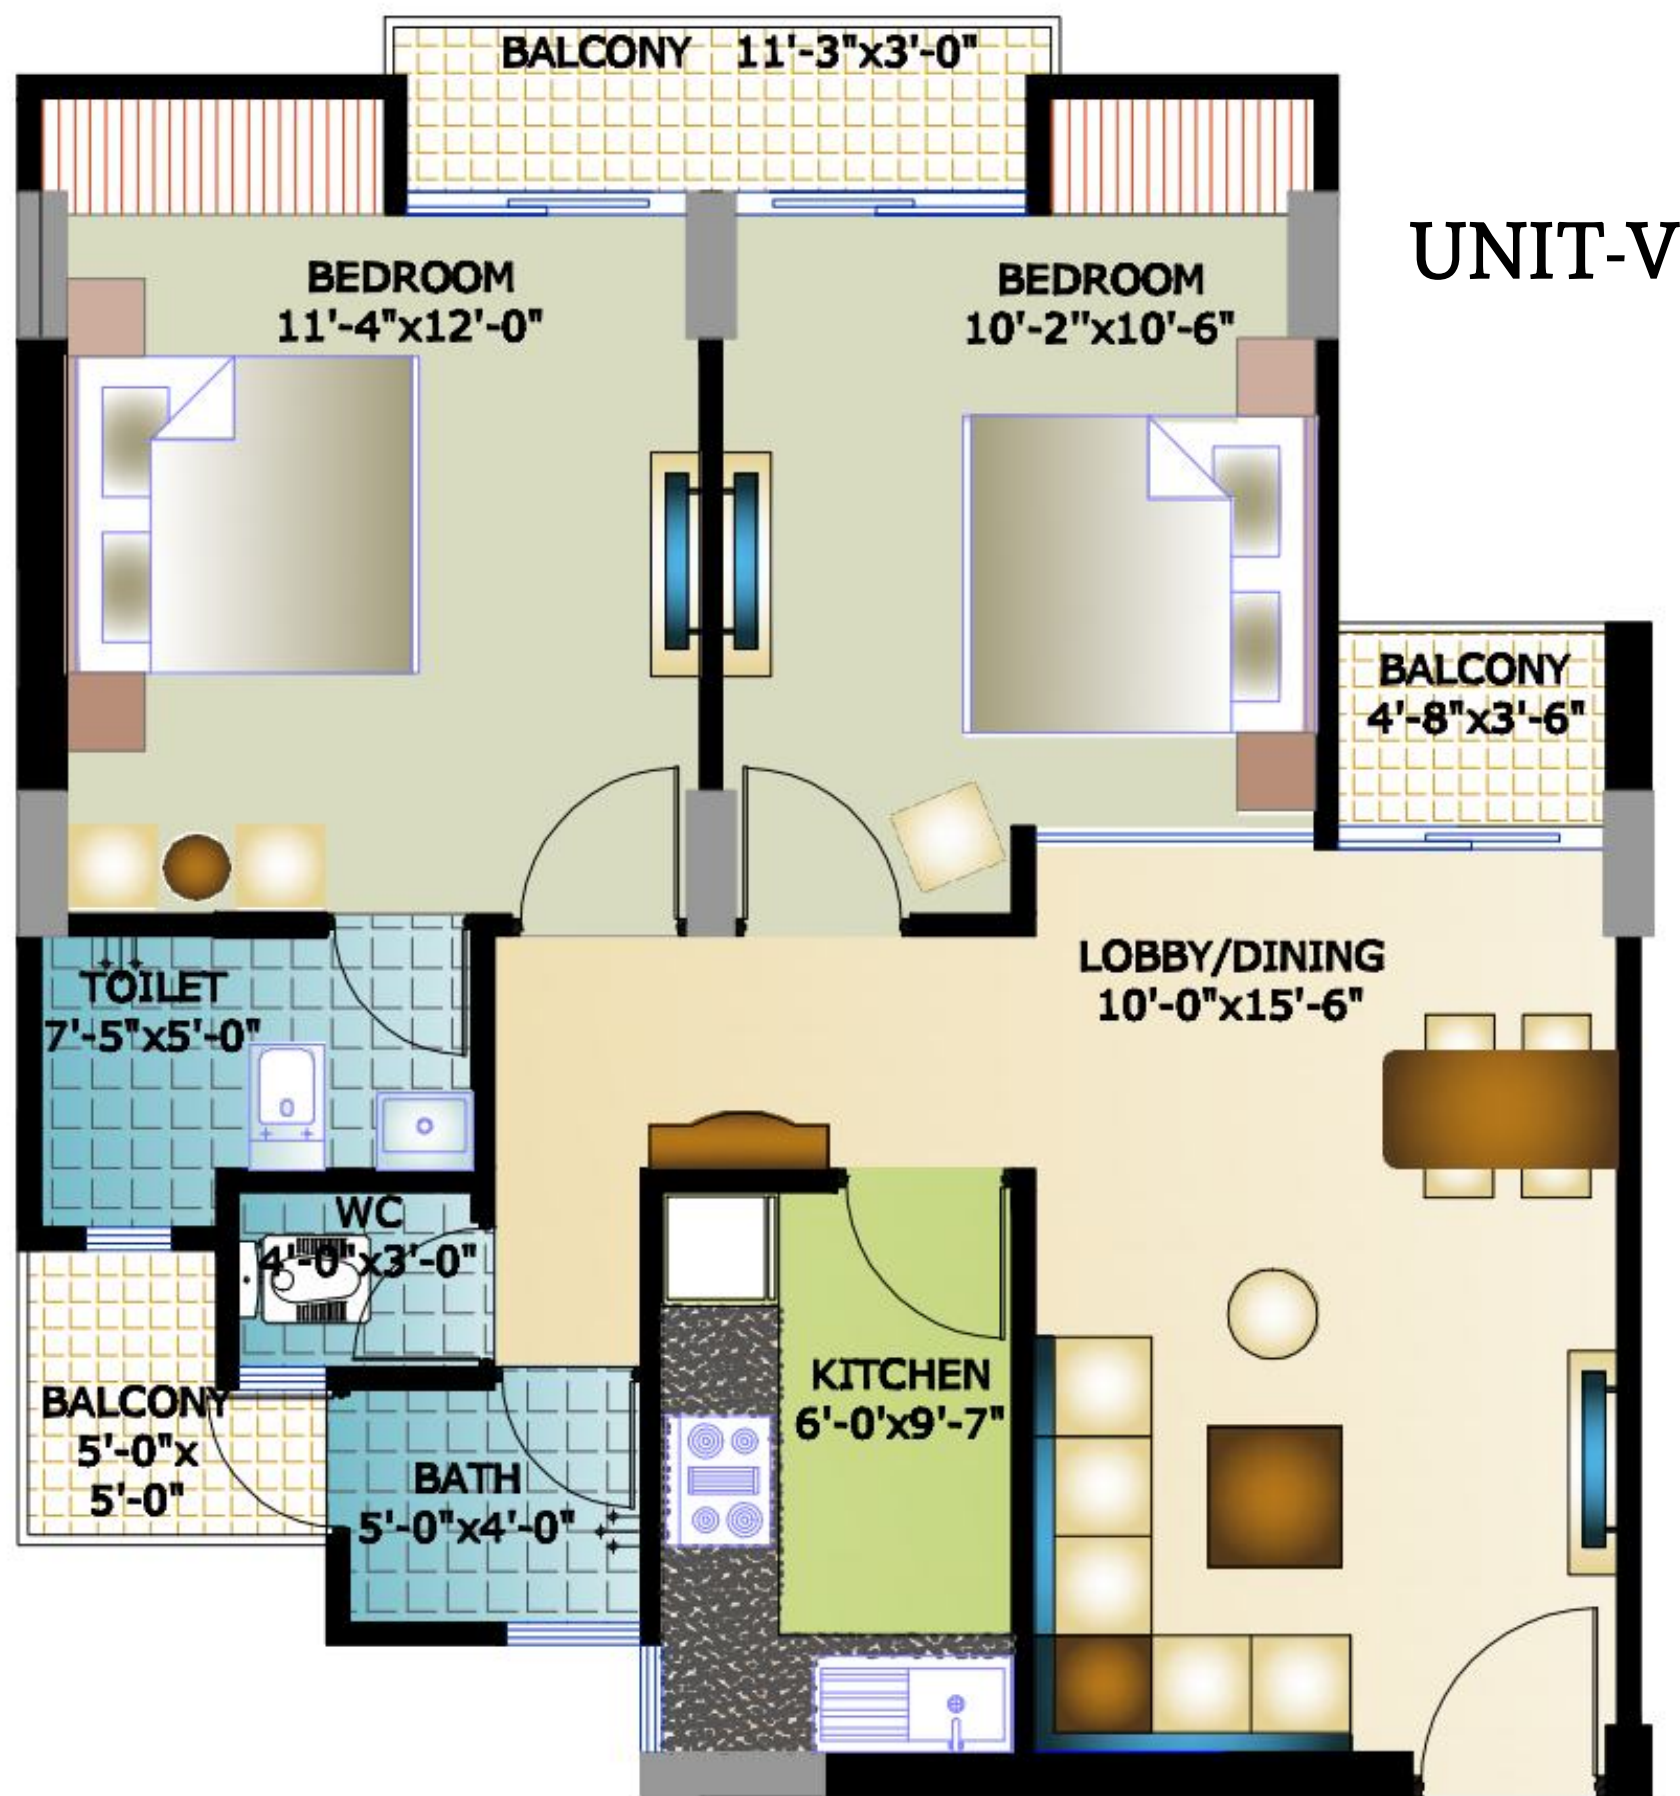 BALCONY 11'-3"x3'-0"
UNIT-V
BEDROOM
11'-4"x12'-0"
BEDROOM
10'-2"x10'-6"
BALCONY
4'-8"x3'-6"
LOBBY/DINING
10'-0"x15'-6"
TOILET
7'-5"x5'-0"
WC
4'-0"x3'-0"
KITCHEN
6'-0'x9'-7"
BALCONY
5'-0"x
5'-0"
BATH
5'-0"x4'-0"